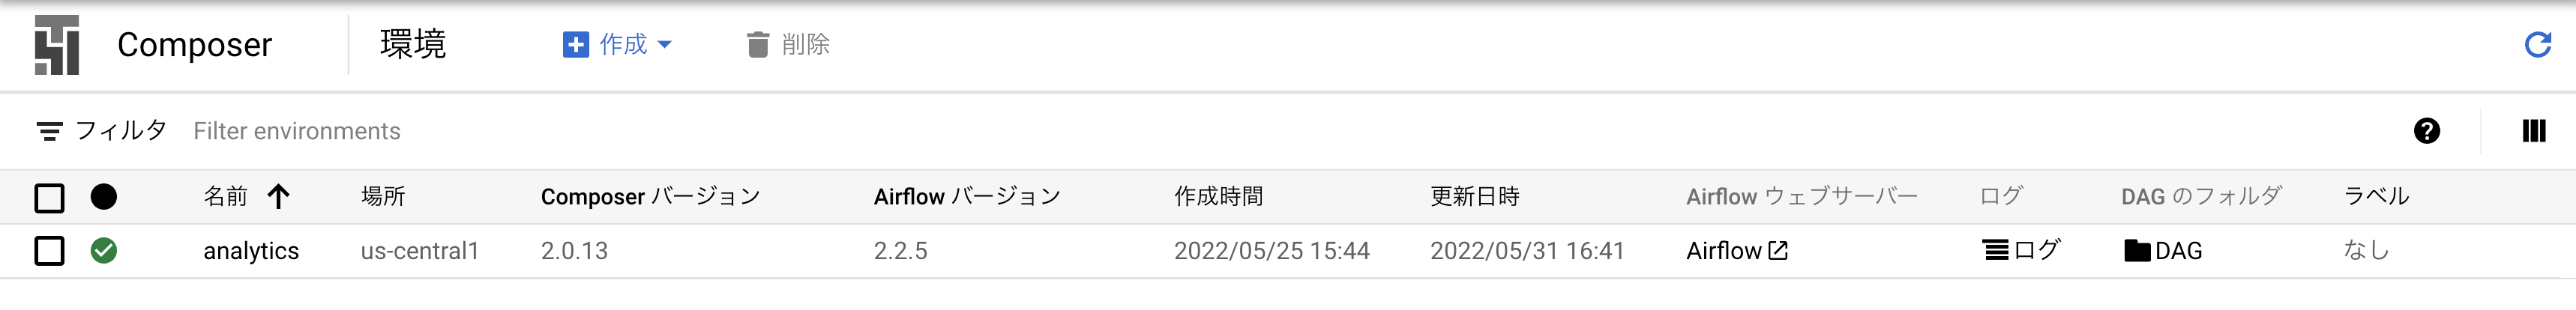 Composer 環境 作成 削除
フィルタ Filter environments
名前 場所 Composer バージョン Airflow バージョン 作成時間 更新日時 Airflow ウェブサーバー ログ DAG のフォルダ ラベル
analytics us-central1 2.0.13 2.2.5 2022/05/25 15:44 2022/05/31 16:41 Airflow ログ DAG なし